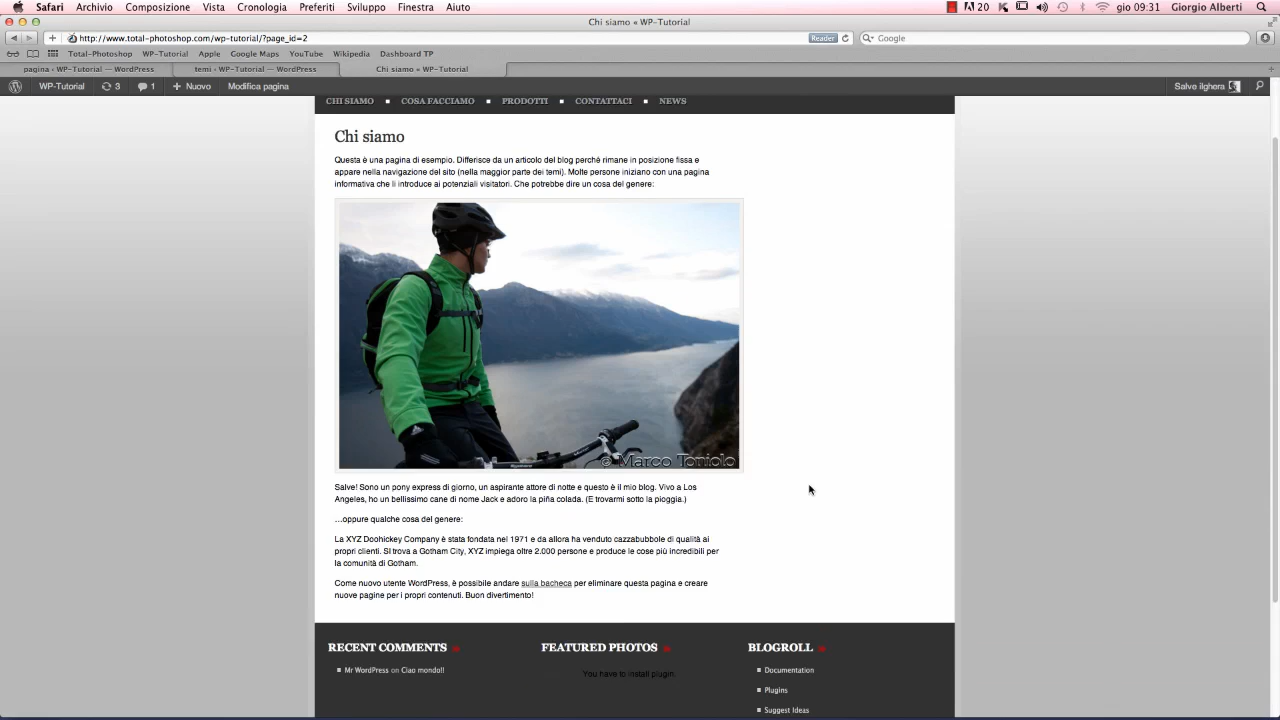 Safari Archivio Composizione Vista Cronologia Preferiti Sviluppo Finestra Aiuto 20 gio 09:31 Giorgio Alberti
Chi siamo « WP-Tutorial
http://www.total-photoshop.com/wp-tutorial/?page_id=2 Reader Google
Total-Photoshop WP-Tutorial Apple Google Maps YouTube Wikipedia Dashboard TP
pagina ‹ WP-Tutorial — WordPress temi ‹ WP-Tutorial — WordPress Chi siamo « WP-Tutorial
WP-Tutorial 3 1 + Nuovo Modifica pagina Salve ilghera
CHI SIAMO COSA FACCIAMO PRODOTTI CONTATTACI NEWS
Chi siamo
Questa è una pagina di esempio. Differisce da un articolo del blog perchè rimane in posizione fissa e
appare nella navigazione del sito (nella maggior parte dei temi). Molte persone iniziano con una pagina
informativa che li introduce ai potenziali visitatori. Che potrebbe dire un cosa del genere:
© Marco Toniolo
Salve! Sono un pony express di giorno, un aspirante attore di notte e questo è il mio blog. Vivo a Los
Angeles, ho un bellissimo cane di nome Jack e adoro la piña colada. (E trovarmi sotto la pioggia.)
…oppure qualche cosa del genere:
La XYZ Doohickey Company è stata fondata nel 1971 e da allora ha venduto cazzabubbole di qualità ai
propri clienti. SI trova a Gotham City, XYZ impiega oltre 2.000 persone e produce le cose più incredibili per
la comunità di Gotham.
Come nuovo utente WordPress, è possibile andare sulla bacheca per eliminare questa pagina e creare
nuove pagine per i propri contenuti. Buon divertimento!
RECENT COMMENTS FEATURED PHOTOS BLOGROLL
Mr WordPress on Ciao mondo!! You have to install plugin. Documentation
Plugins
Suggest Ideas